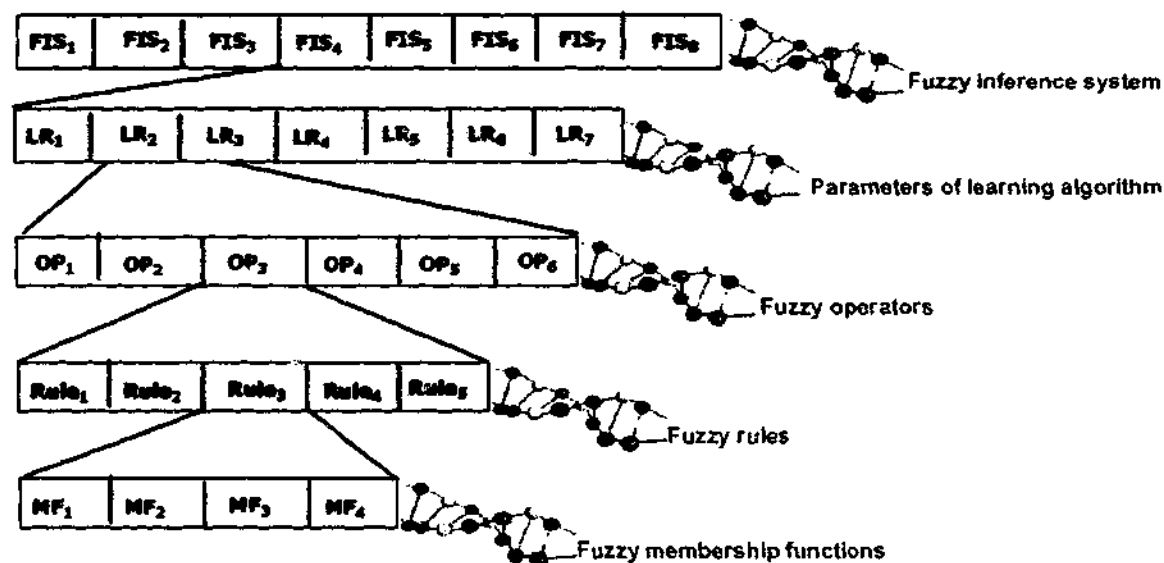 FIS₁ FIS₂ FIS₃ FIS₄ FIS₅ FIS₆ FIS₇ FIS₈
Fuzzy inference system
LR₁ LR₂ LR₃ LR₄ LR₅ LR₆ LR₇
Parameters of learning algorithm
OP₁ OP₂ OP₃ OP₄ OP₅ OP₆
Fuzzy operators
Rule₁ Rule₂ Rule₃ Rule₄ Rule₅
Fuzzy rules
MF₁ MF₂ MF₃ MF₄
Fuzzy membership functions